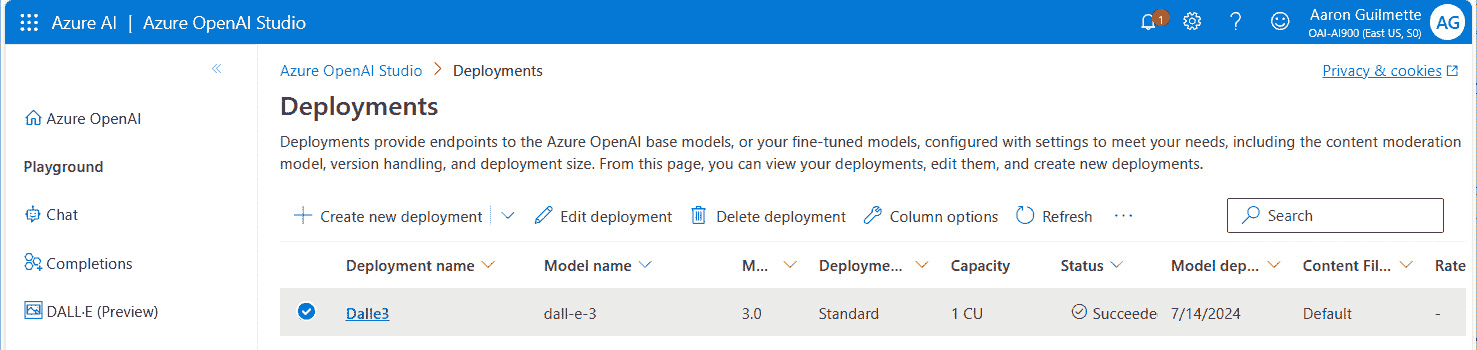 Azure AI | Azure OpenAI Studio
1
Aaron Guilmette
OAI-AI900 (East US, S0)
AG
Azure OpenAI Studio > Deployments
Privacy & cookies
Azure OpenAI
Playground
Chat
Completions
DALL·E (Preview)
Deployments
Deployments provide endpoints to the Azure OpenAI base models, or your fine-tuned models, configured with settings to meet your needs, including the content moderation
model, version handling, and deployment size. From this page, you can view your deployments, edit them, and create new deployments.
Create new deployment Edit deployment Delete deployment Column options Refresh ... Search
Deployment name Model name M... Deployme... Capacity Status Model dep... Content Fil... Rate
Dalle3 dall-e-3 3.0 Standard 1 CU Succeede 7/14/2024 Default -